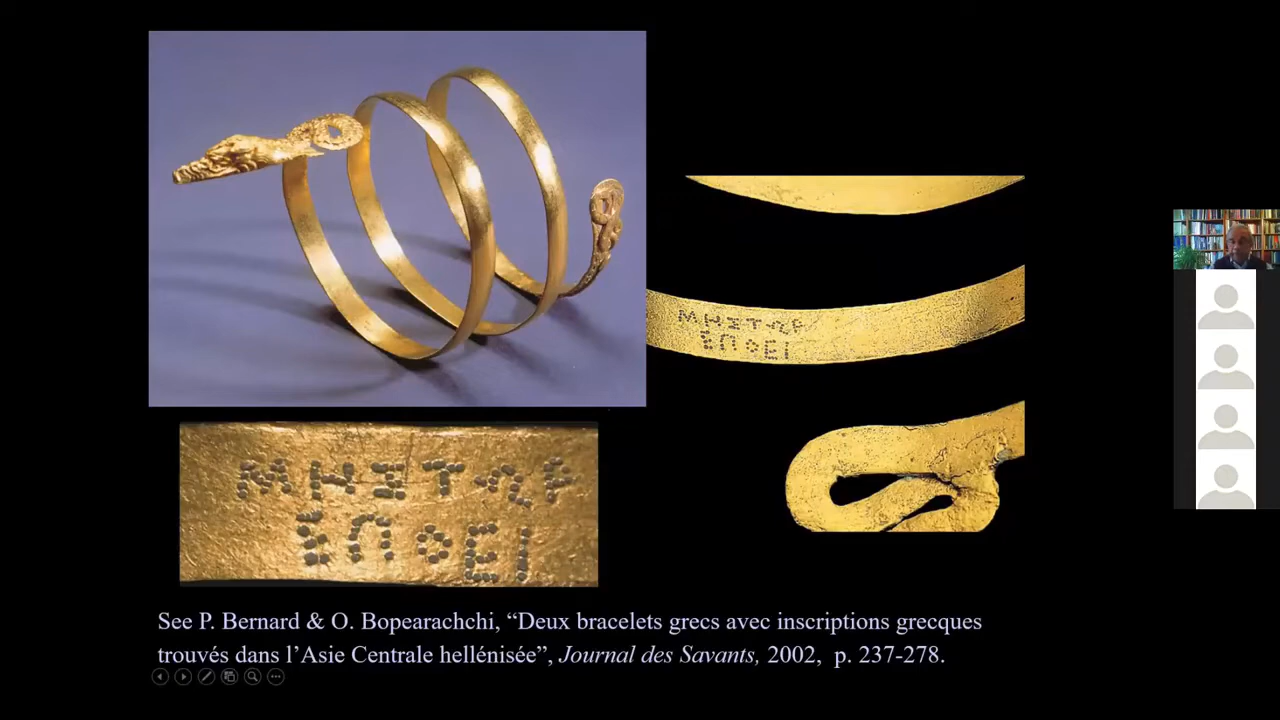 ΜΗΣΤΩΡ
ΕΠΟΕΙ
ΜΗΣΤΩΡ
ΕΠΟΕΙ
See P. Bernard & O. Bopearachchi, “Deux bracelets grecs avec inscriptions grecques
trouvés dans l’Asie Centrale hellénisée”, Journal des Savants, 2002, p. 237-278.